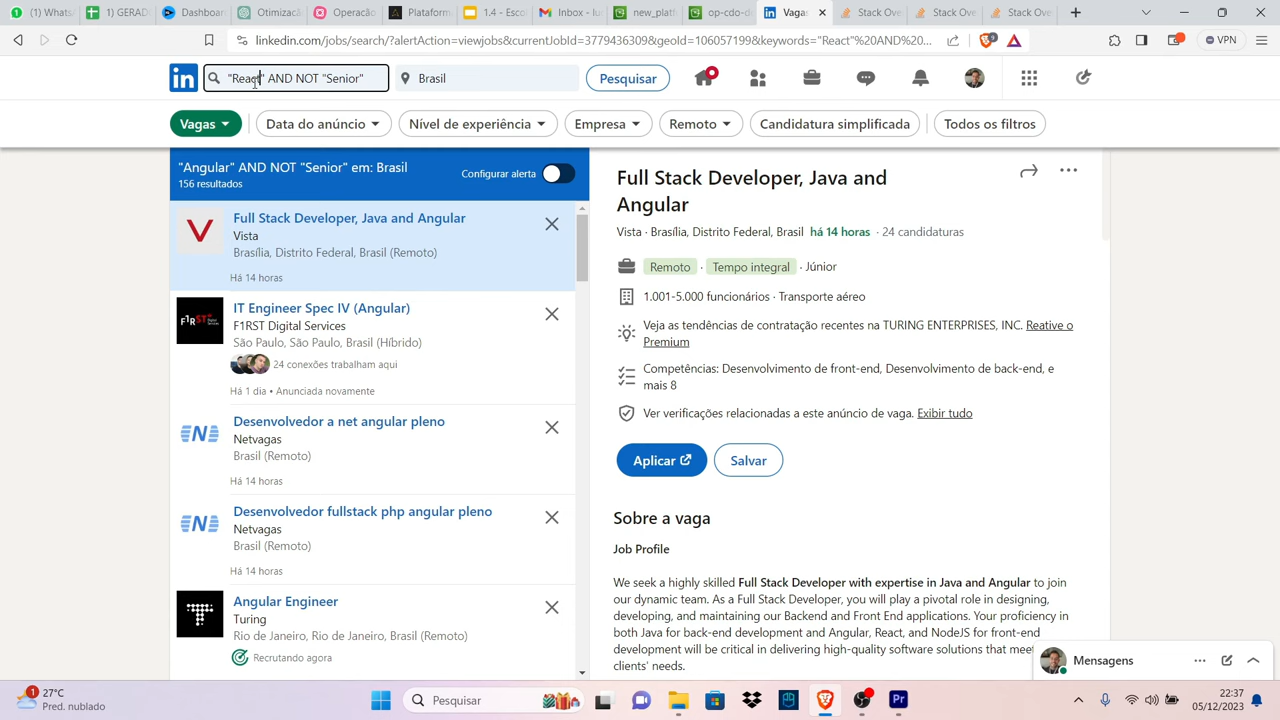 (1) Whats
1) GERAD
Dashbo
Otimizaci
Operacão
Plataform
1.4 - Esco
Inbox - lu
new_platf
op-cdo-d
Vagas
Stack Ove
Stack Ove
Stack Ove
linkedin.com/jobs/search/?alertAction=viewjobs&currentJobId=3779436309&geoId=106057199&keywords="React"%20AND%20...
9
VPN
in
"React" AND NOT "Senior"
Brasil
Pesquisar
Vagas
Data do anúncio
Nível de experiência
Empresa
Remoto
Candidatura simplificada
Todos os filtros
"Angular" AND NOT "Senior" em: Brasil
156 resultados
Configurar alerta
Full Stack Developer, Java and Angular
Vista
Brasília, Distrito Federal, Brasil (Remoto)
Há 14 horas
F1RST
IT Engineer Spec IV (Angular)
F1RST Digital Services
São Paulo, São Paulo, Brasil (Híbrido)
24 conexões trabalham aqui
Há 1 dia • Anunciada novamente
Desenvolvedor a net angular pleno
Netvagas
Brasil (Remoto)
Há 14 horas
Desenvolvedor fullstack php angular pleno
Netvagas
Brasil (Remoto)
Há 14 horas
Angular Engineer
Turing
Rio de Janeiro, Rio de Janeiro, Brasil (Remoto)
Recrutando agora
Full Stack Developer, Java and
Angular
Vista · Brasília, Distrito Federal, Brasil há 14 horas · 24 candidaturas
Remoto · Tempo integral · Júnior
1.001-5.000 funcionários · Transporte aéreo
Veja as tendências de contratação recentes na TURING ENTERPRISES, INC. Reative o
Premium
Competências: Desenvolvimento de front-end, Desenvolvimento de back-end, e
mais 8
Ver verificações relacionadas a este anúncio de vaga. Exibir tudo
Aplicar
Salvar
Sobre a vaga
Job Profile
We seek a highly skilled Full Stack Developer with expertise in Java and Angular to join
our dynamic team. As a Full Stack Developer, you will play a pivotal role in designing,
developing, and maintaining our Backend and Front End applications. Your proficiency in
both Java for back-end development and Angular, React, and NodeJS for front-end
development will be critical in delivering high-quality software solutions that meet
clients' needs.
Mensagens
1
27°C
Pred. nublado
Pesquisar
Pr
02:37
05/12/2023